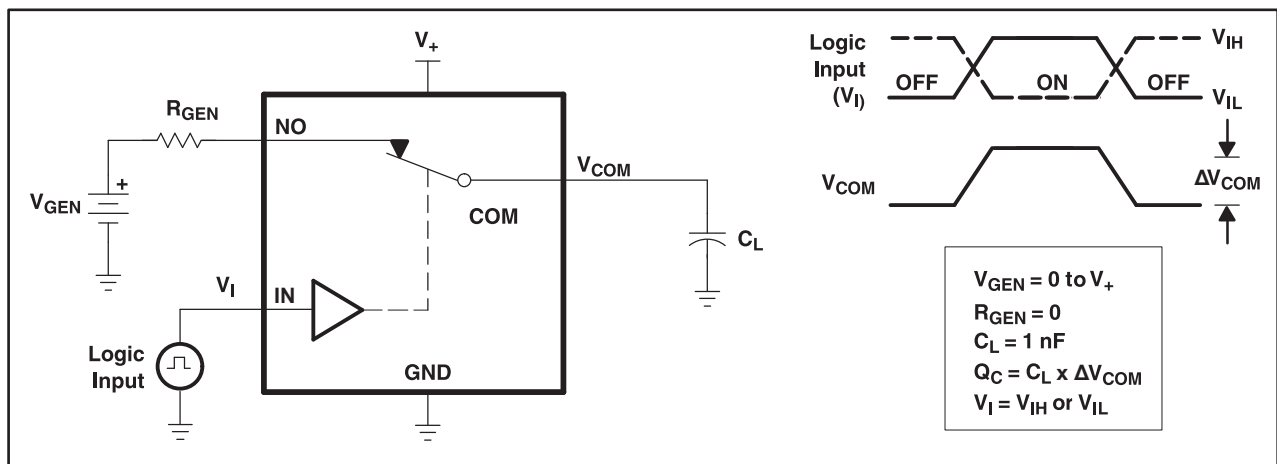 V+
RGEN
NO
VCOM
COM
VGEN
+
CL
VI
IN
Logic
Input
GND
Logic
Input
(VI)
OFF
ON
OFF
VIH
VIL
VCOM
ΔVCOM
VGEN = 0 to V+
RGEN = 0
CL = 1 nF
QC = CL x ΔVCOM
VI = VIH or VIL